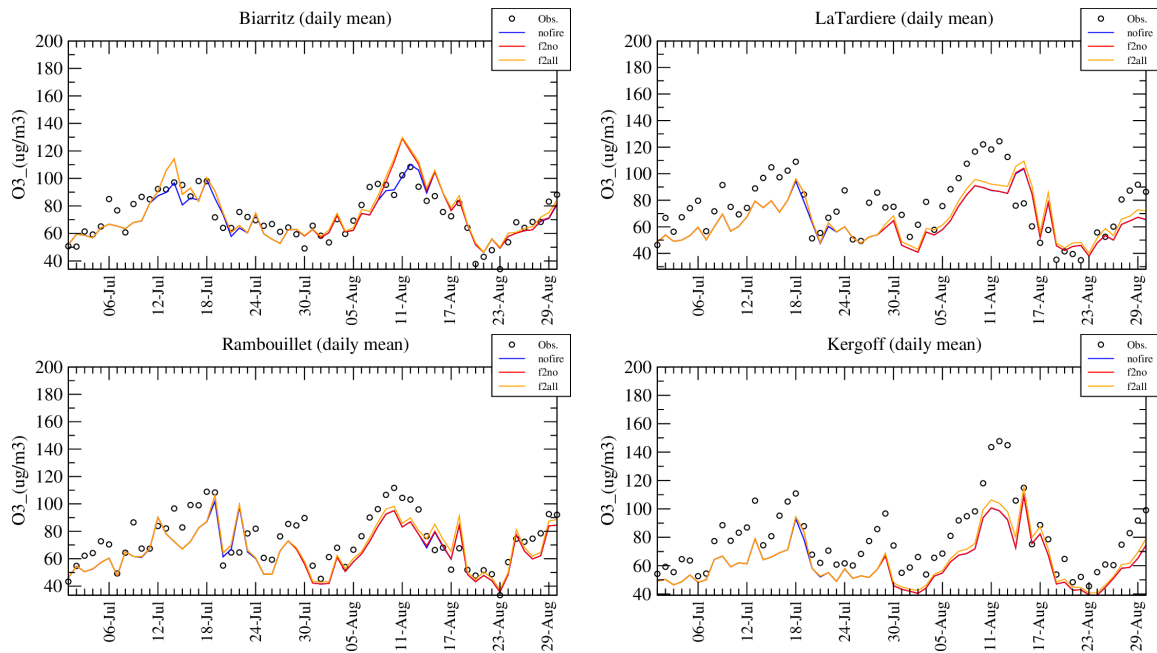 Biarritz (daily mean)
Obs.
nofire
f2no
f2all
200
180
160
140
120
100
80
60
40
O3_(ug/m3)
06-Jul
12-Jul
18-Jul
24-Jul
30-Jul
05-Aug
11-Aug
17-Aug
23-Aug
29-Aug
LaTardiere (daily mean)
Obs.
nofire
f2no
f2all
200
180
160
140
120
100
80
60
40
O3_(ug/m3)
06-Jul
12-Jul
18-Jul
24-Jul
30-Jul
05-Aug
11-Aug
17-Aug
23-Aug
29-Aug
Rambouillet (daily mean)
Obs.
nofire
f2no
f2all
200
180
160
140
120
100
80
60
40
O3_(ug/m3)
06-Jul
12-Jul
18-Jul
24-Jul
30-Jul
05-Aug
11-Aug
17-Aug
23-Aug
29-Aug
Kergoff (daily mean)
Obs.
nofire
f2no
f2all
200
180
160
140
120
100
80
60
40
O3_(ug/m3)
06-Jul
12-Jul
18-Jul
24-Jul
30-Jul
05-Aug
11-Aug
17-Aug
23-Aug
29-Aug